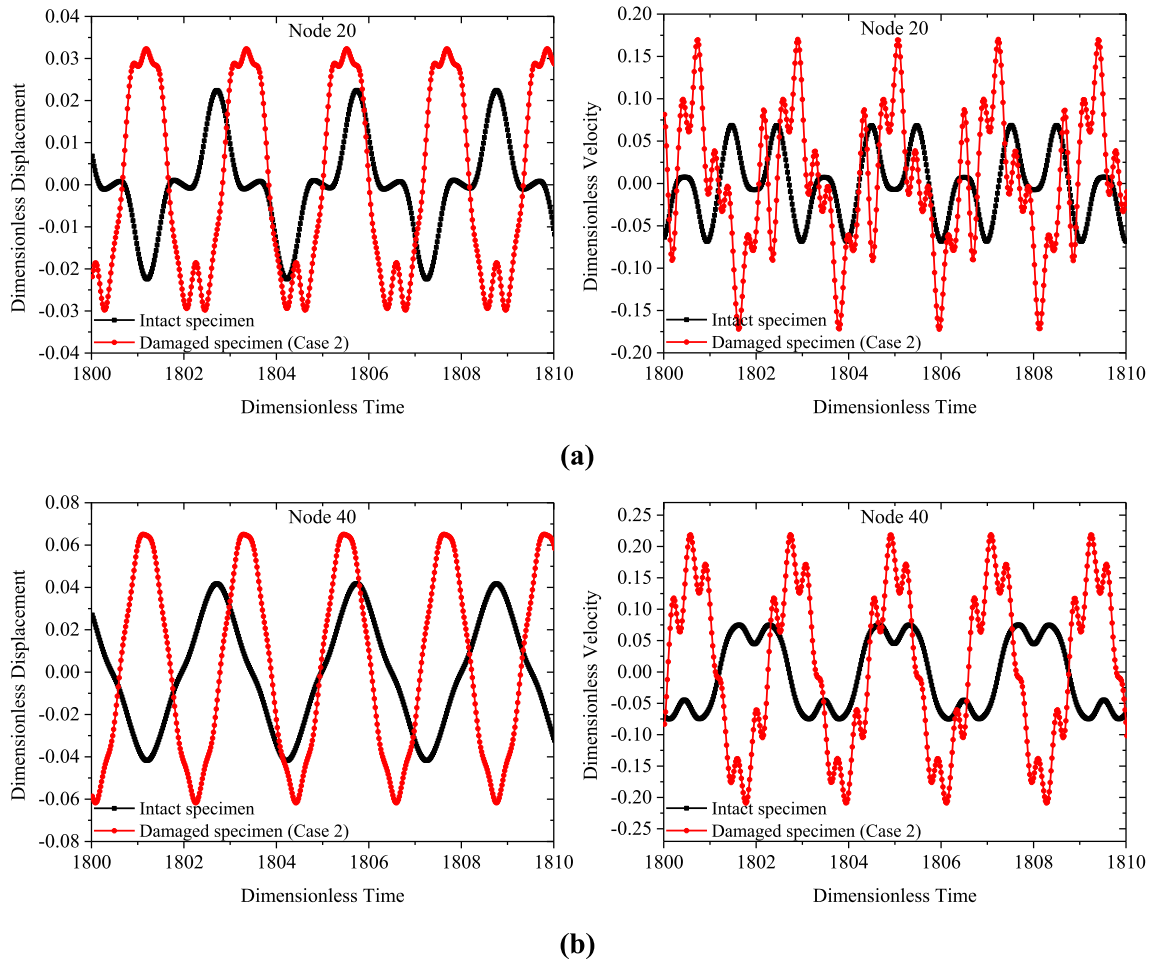 Node 20
0.04
0.03
0.02
0.01
0.00
-0.01
-0.02
-0.03
-0.04
Dimensionless Displacement
Intact specimen
Damaged specimen (Case 2)
1800 1802 1804 1806 1808 1810
Dimensionless Time
Node 20
0.20
0.15
0.10
0.05
0.00
-0.05
-0.10
-0.15
-0.20
Dimensionless Velocity
Intact specimen
Damaged specimen (Case 2)
1800 1802 1804 1806 1808 1810
Dimensionless Time
(a)
Node 40
0.08
0.06
0.04
0.02
0.00
-0.02
-0.04
-0.06
-0.08
Dimensionless Displacement
Intact specimen
Damaged specimen (Case 2)
1800 1802 1804 1806 1808 1810
Dimensionless Time
Node 40
0.25
0.20
0.15
0.10
0.05
0.00
-0.05
-0.10
-0.15
-0.20
-0.25
Dimensionless Velocity
Intact specimen
Damaged specimen (Case 2)
1800 1802 1804 1806 1808 1810
Dimensionless Time
(b)